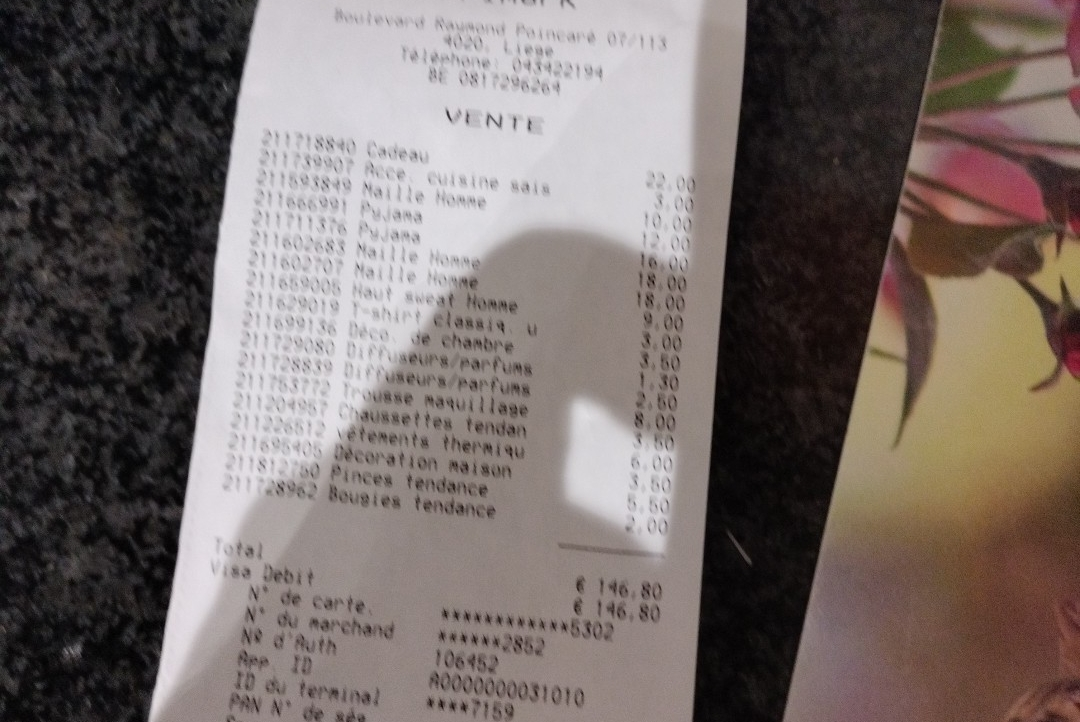 Boulevard Raymond Poincaré 07/113
4020, Liege
Téléphone: 043422194
BE 0817296264
VENTE
211718840 Cadeau 22,00
211739907 Acce. cuisine sais 3,00
211593849 Maille Homme 10,00
211666991 Pyjama 12,00
211711376 Pyjama 16,00
211602683 Maille Homme 18,00
211602707 Maille Homme 18,00
211659005 Haut sweat Homme 9,00
211629019 T-shirt classiq. u 3,00
211699136 Déco. de chambre 3,50
211729080 Diffuseurs/parfums 1,30
211728839 Diffuseurs/parfums 2,50
211753772 Trousse maquillage 8,00
211204957 Chaussettes tendan 3,50
211226512 Vêtements thermiqu 6,00
211695405 Décoration maison 3,50
211812750 Pinces tendance 5,50
211728962 Bougies tendance 2,00
Total € 146,80
Visa Debit € 146,80
N° de carte. ************5302
N° du marchand ******2852
Nº d'Auth 106452
App. ID A0000000031010
ID du terminal ****7159
PAN N° de séq